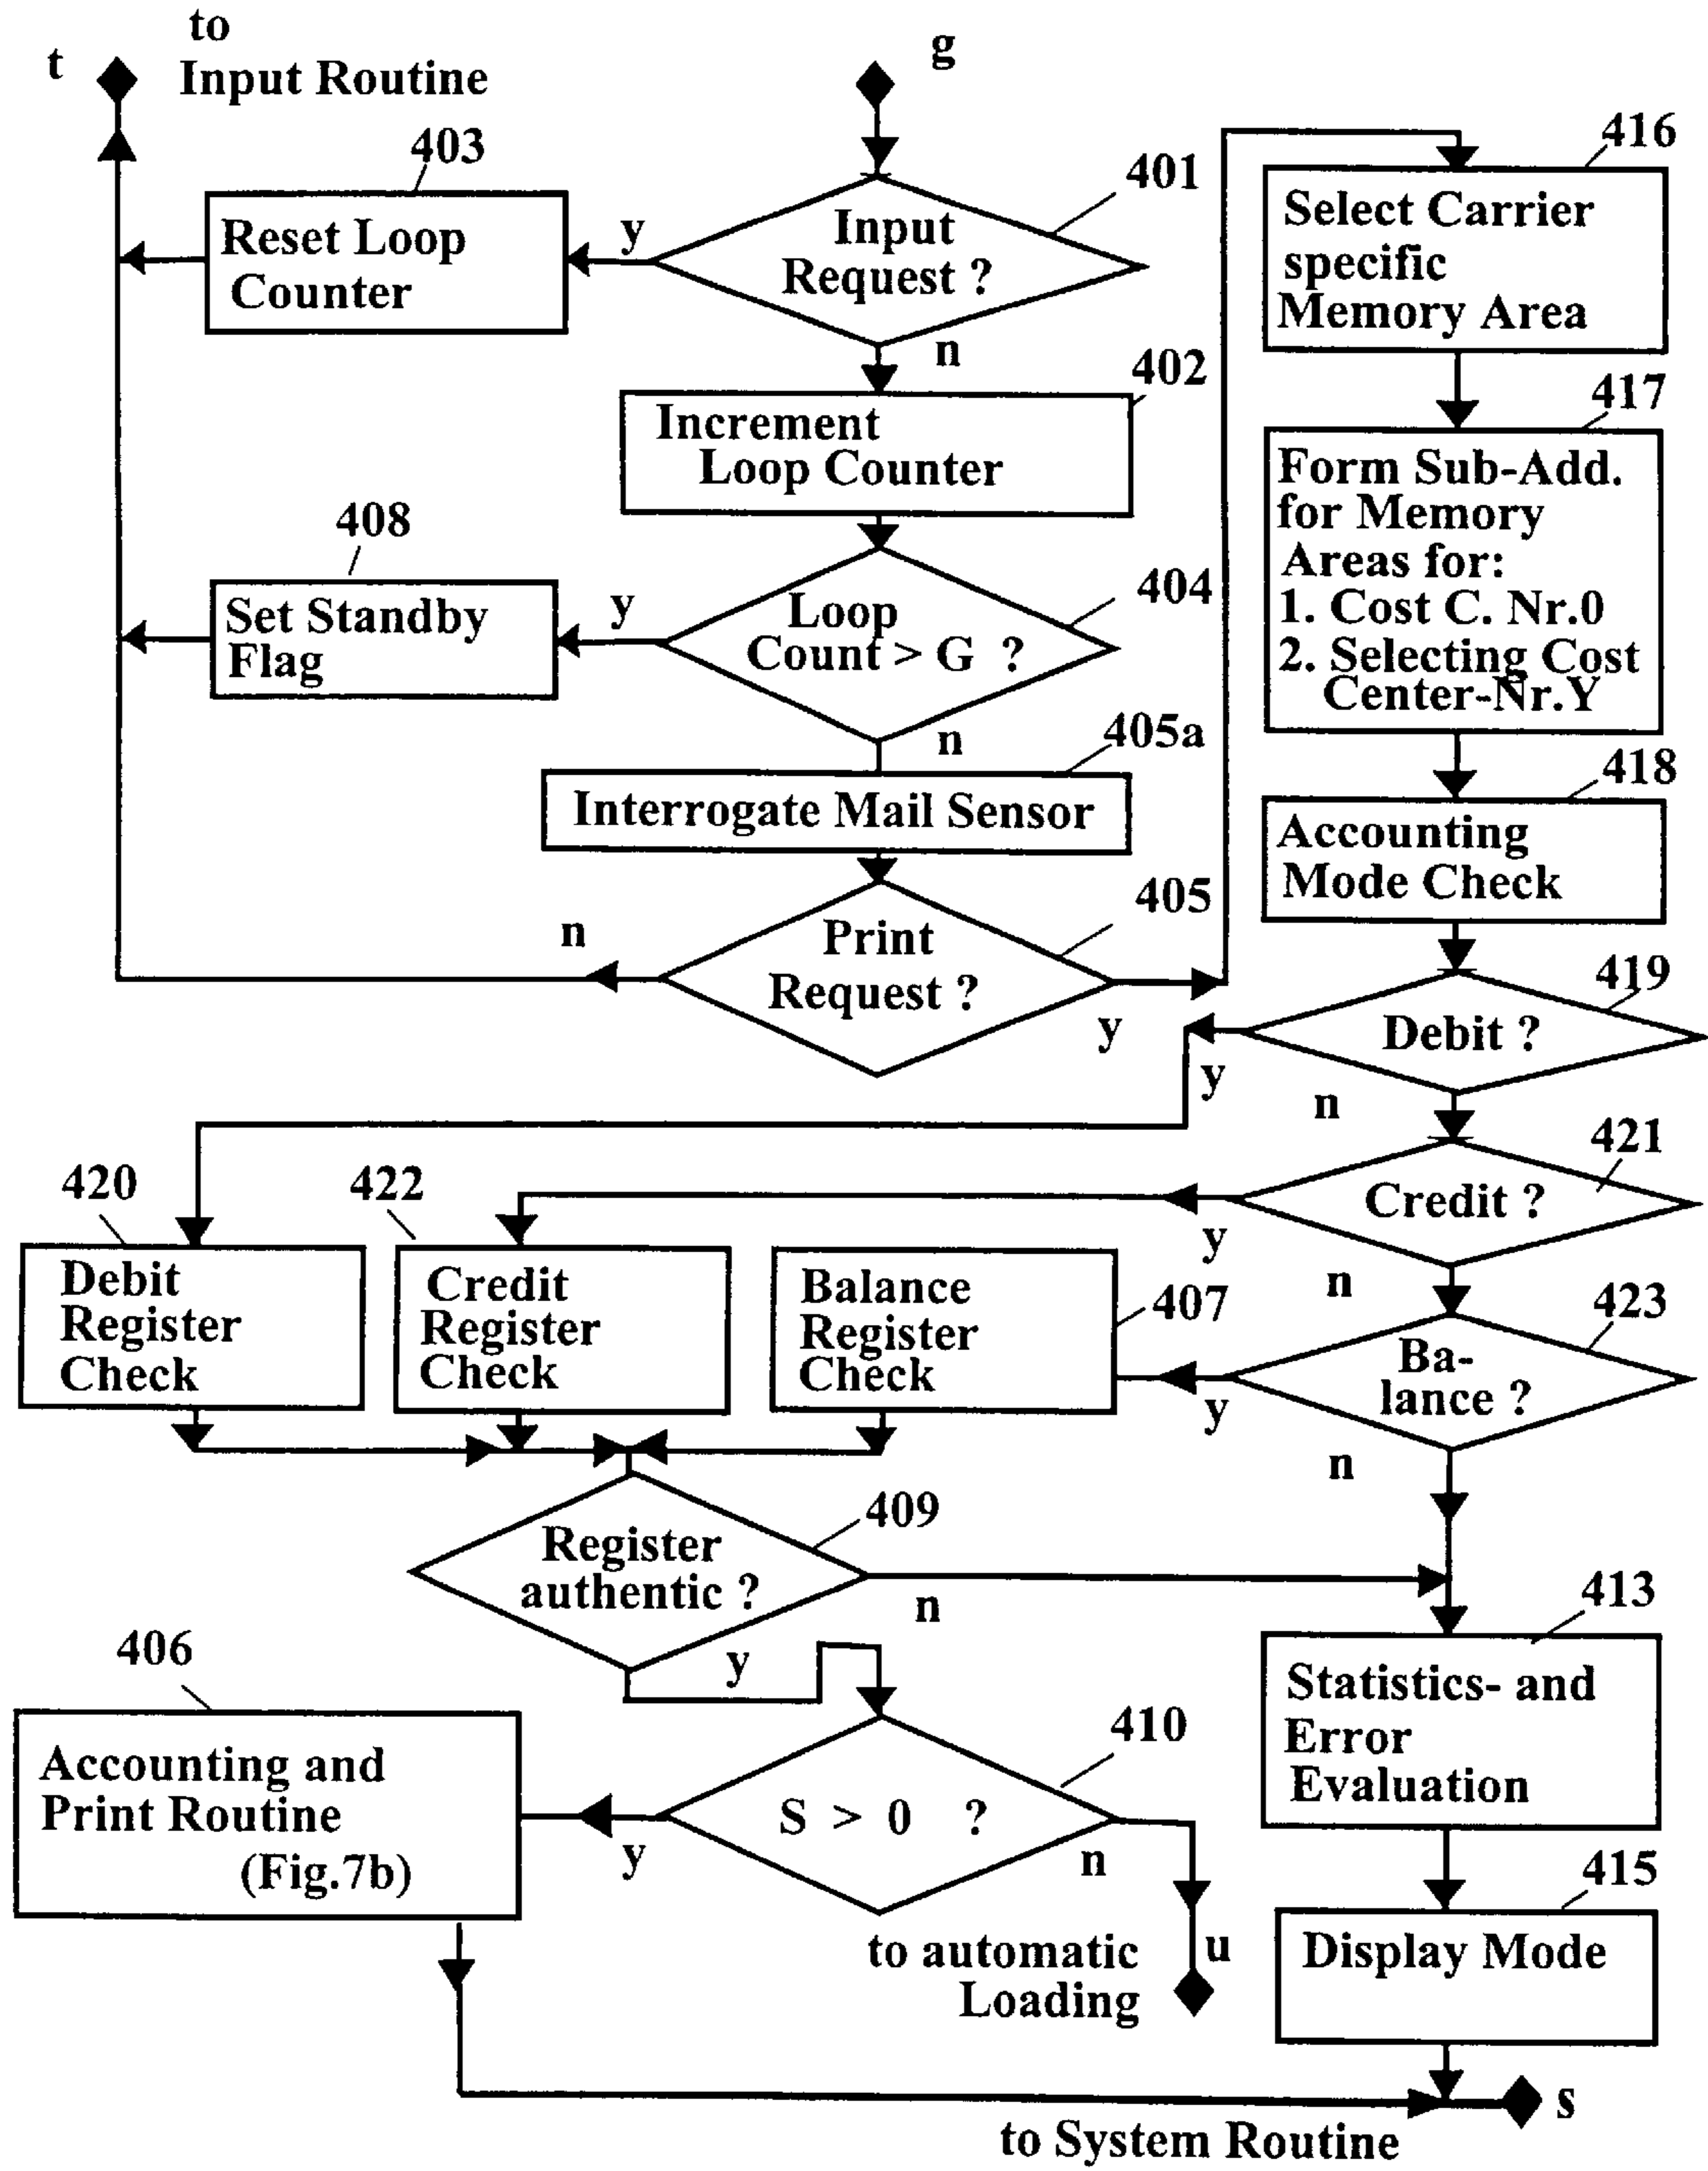 to
t
Input Routine
g
403
Reset Loop
Counter
y
401
Input
Request ?
n
402
Increment
Loop Counter
408
Set Standby
Flag
y
404
Loop
Count > G ?
n
405a
Interrogate Mail Sensor
405
Print
Request ?
n
y
416
Select Carrier
specific
Memory Area
417
Form Sub-Add.
for Memory
Areas for:
1. Cost C. Nr.0
2. Selecting Cost
Center-Nr.Y
418
Accounting
Mode Check
419
Debit ?
y
n
421
Credit ?
y
n
423
Ba-
lance ?
y
n
420
Debit
Register
Check
422
Credit
Register
Check
407
Balance
Register
Check
409
Register
authentic ?
n
y
406
Accounting and
Print Routine
(Fig.7b)
410
S > 0 ?
y
n
u
to automatic
Loading
413
Statistics- and
Error
Evaluation
415
Display Mode
s
to System Routine